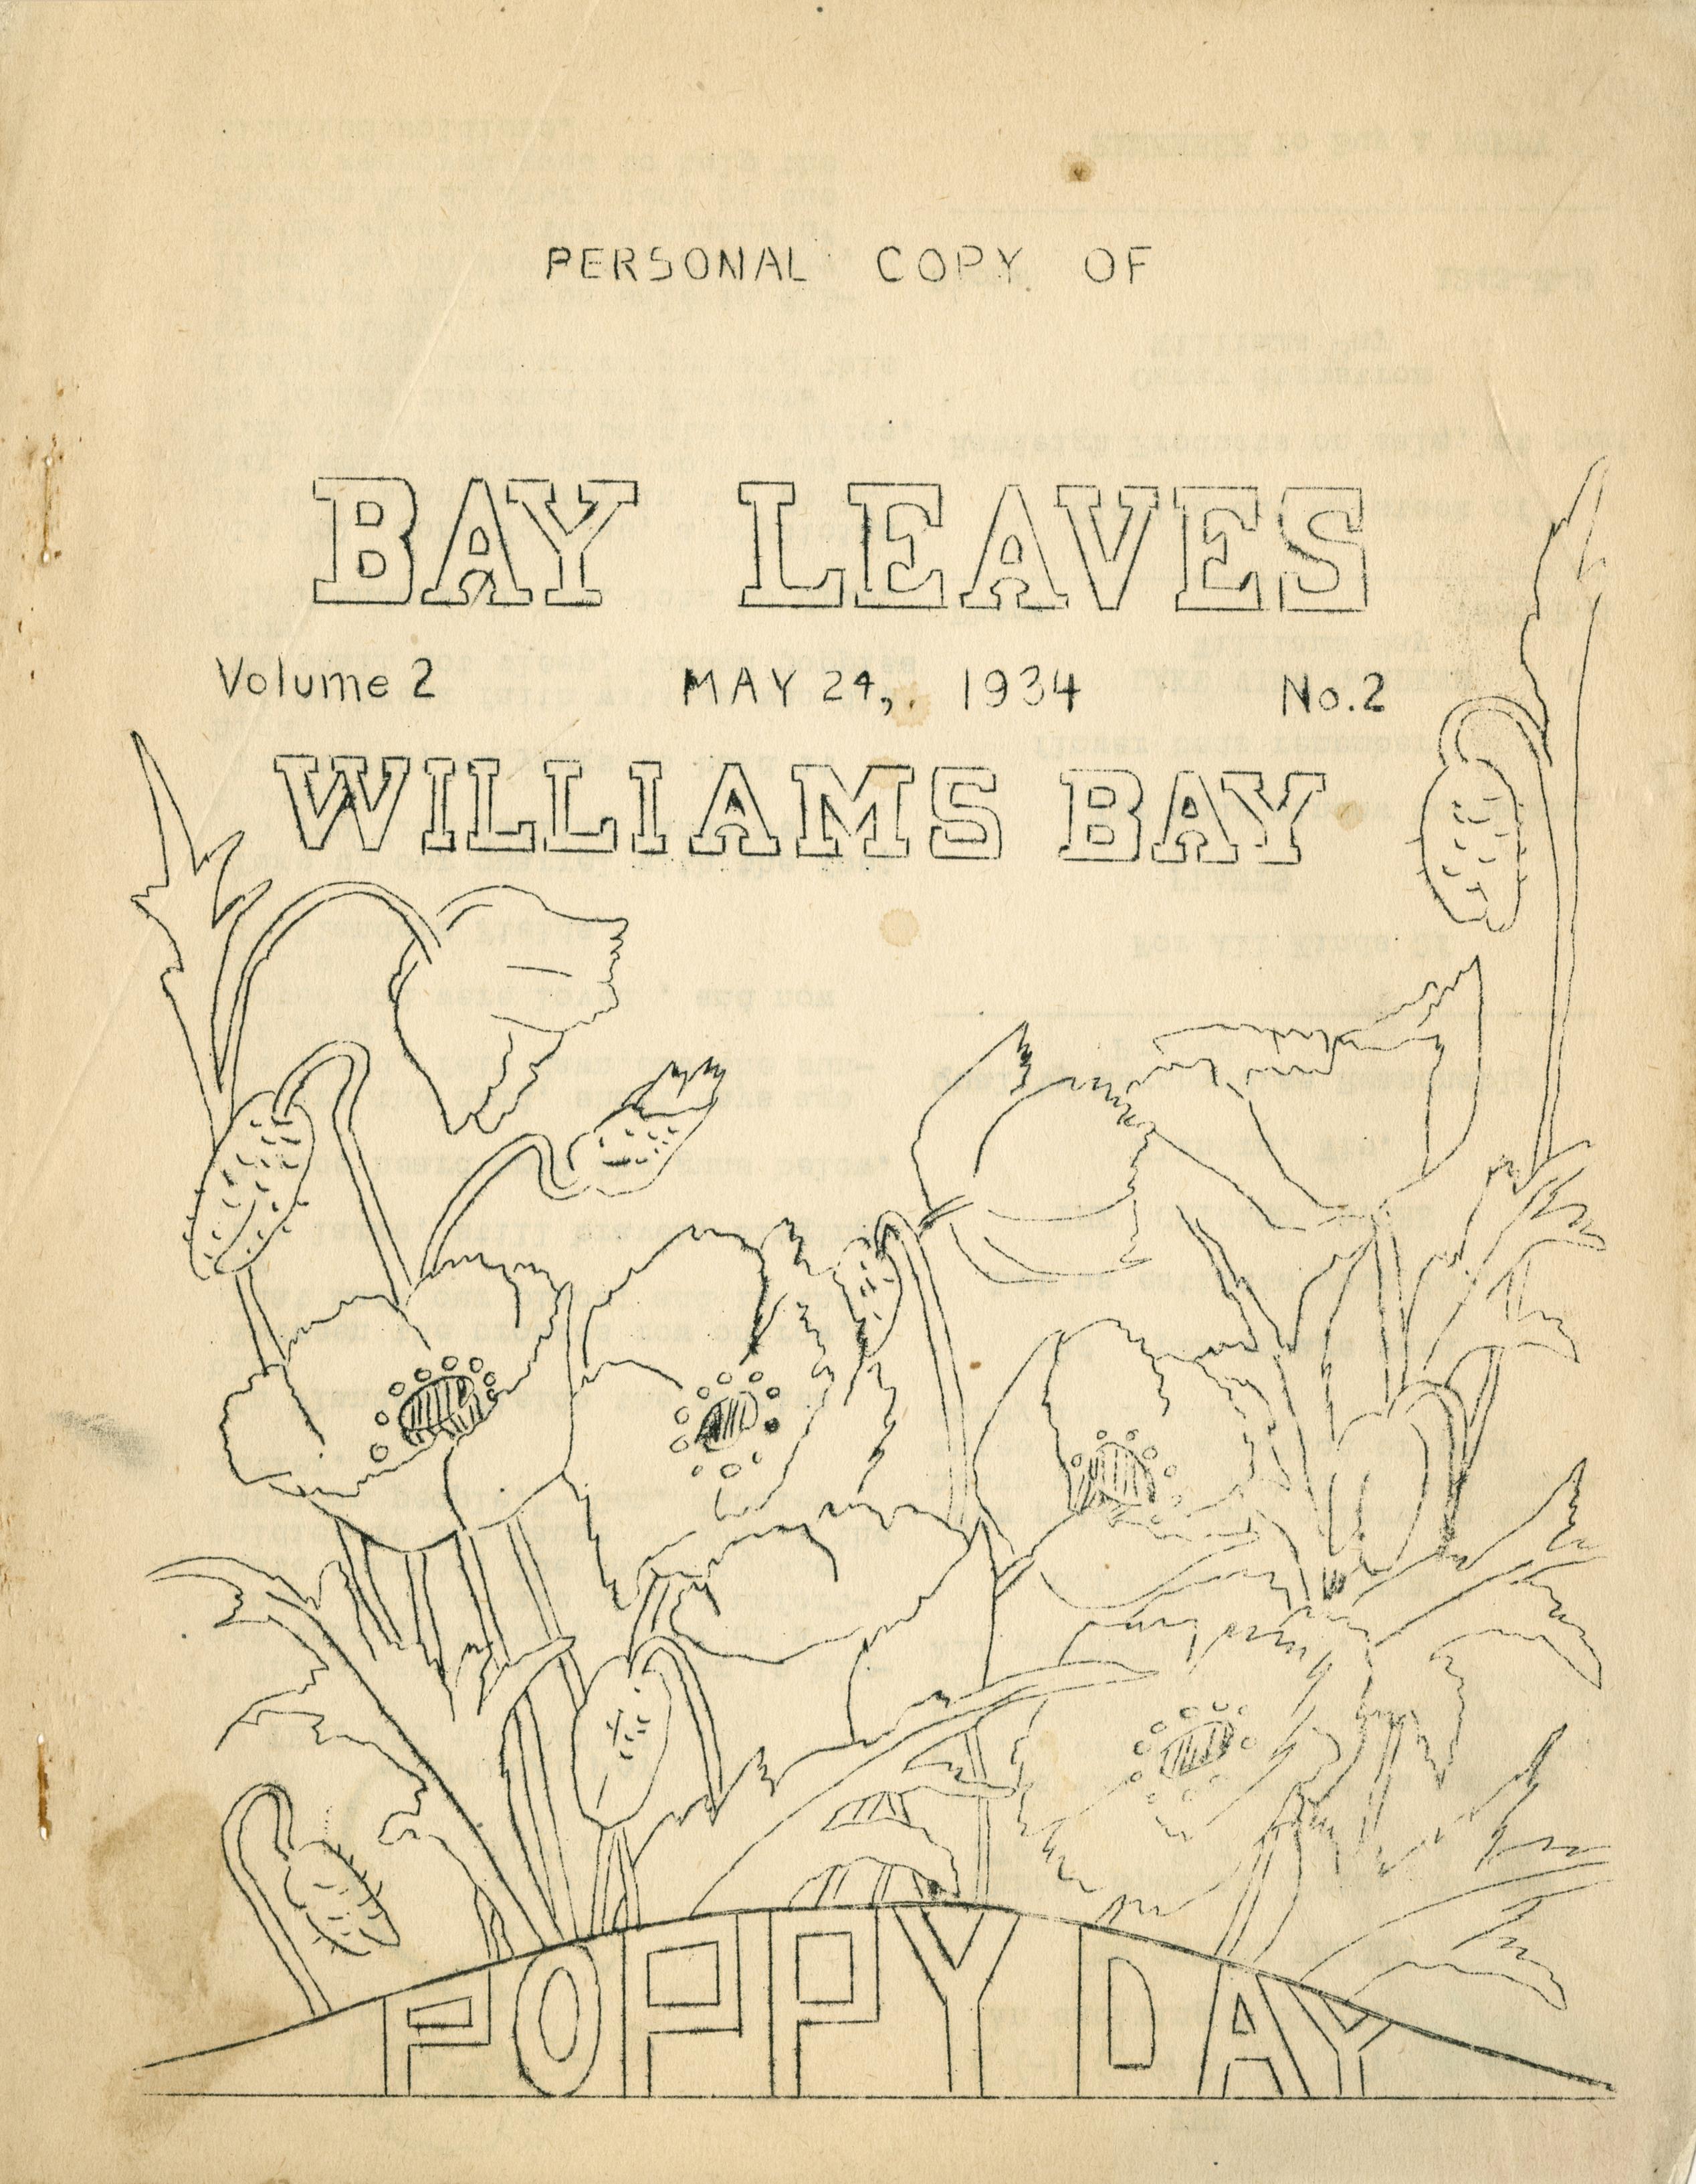 PERSONAL COPY OF
BAY LEAVES
Volume 2 MAY 24, 1934 No.2
WILLIAMS BAY
POPPY DAY